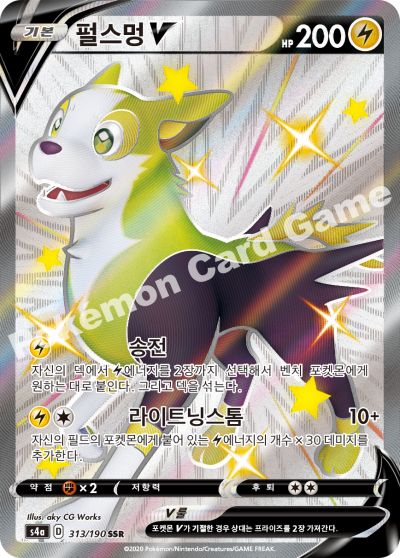 기본 펄스멍 V HP 200
송전
자신의 덱에서 에너지를 2장까지 선택해서 벤치 포켓몬에게
원하는 대로 붙인다. 그리고 덱을 섞는다.
라이트닝스톰 10+
자신의 필드의 포켓몬에게 붙어 있는 에너지의 개수 × 30 데미지를
추가한다.
약점 ×2 저항력 후퇴
Illus. aky CG Works
V룰
s4a D 313/190 SSR
포켓몬 V가 기절한 경우 상대는 프라이즈를 2장 가져간다.
©2020 Pokémon/Nintendo/Creatures/GAME FREAK.
Pokémon Card Game